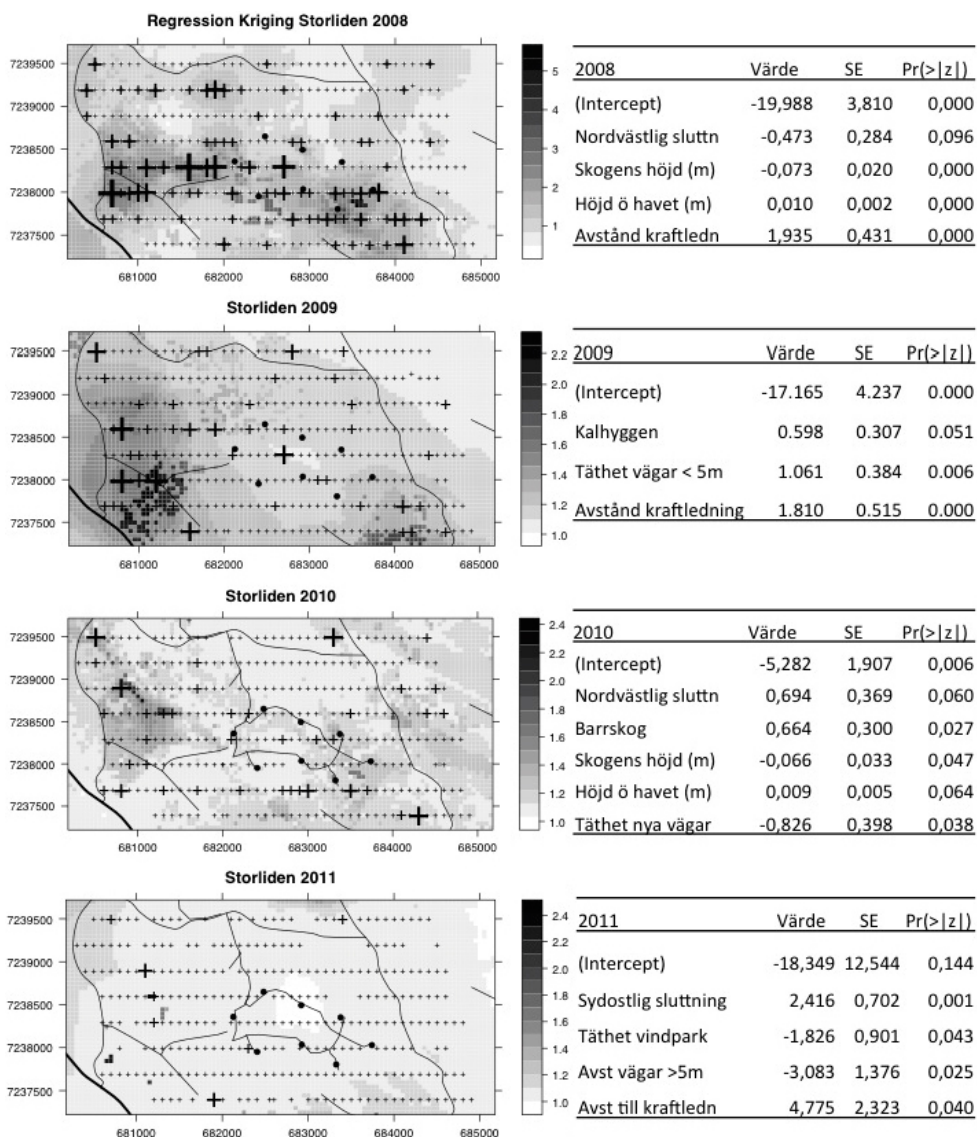 Regression Kriging Storliden 2008
7239500
7239000
7238500
7238000
7237500
681000 682000 683000 684000 685000
5
4
3
2
1
2008 Värde SE Pr(>|z|)
(Intercept) -19,988 3,810 0,000
Nordvästlig sluttn -0,473 0,284 0,096
Skogens höjd (m) -0,073 0,020 0,000
Höjd ö havet (m) 0,010 0,002 0,000
Avstånd kraftledn 1,935 0,431 0,000
Storliden 2009
7239500
7239000
7238500
7238000
7237500
681000 682000 683000 684000 685000
2.2
2.0
1.8
1.6
1.4
1.2
1.0
2009 Värde SE Pr(>|z|)
(Intercept) -17.165 4.237 0.000
Kalhyggen 0.598 0.307 0.051
Täthet vägar < 5m 1.061 0.384 0.006
Avstånd kraftledning 1.810 0.515 0.000
Storliden 2010
7239500
7239000
7238500
7238000
7237500
681000 682000 683000 684000 685000
2.4
2.2
2.0
1.8
1.6
1.4
1.2
1.0
2010 Värde SE Pr(>|z|)
(Intercept) -5,282 1,907 0,006
Nordvästlig sluttn 0,694 0,369 0,060
Barrskog 0,664 0,300 0,027
Skogens höjd (m) -0,066 0,033 0,047
Höjd ö havet (m) 0,009 0,005 0,064
Täthet nya vägar -0,826 0,398 0,038
Storliden 2011
7239500
7239000
7238500
7238000
7237500
681000 682000 683000 684000 685000
2.4
2.2
2.0
1.8
1.6
1.4
1.2
1.0
2011 Värde SE Pr(>|z|)
(Intercept) -18,349 12,544 0,144
Sydostlig sluttning 2,416 0,702 0,001
Täthet vindpark -1,826 0,901 0,043
Avst vägar >5m -3,083 1,376 0,025
Avst till kraftledn 4,775 2,323 0,040